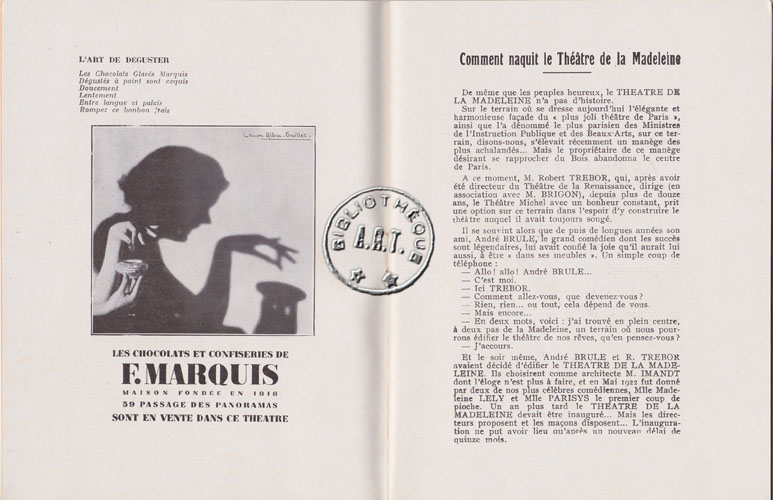 L'ART DE DÉGUSTER
Les Chocolats Glacés Marquis
Dégustés à point sont exquis
Doucement
Lentement
Entre langue et palais
Rompez ce bonbon frais
Laure Albin-Guillot
LES CHOCOLATS ET CONFISERIES DE
F. MARQUIS
MAISON FONDÉE EN 1818
59 PASSAGE DES PANORAMAS
SONT EN VENTE DANS CE THEATRE
BIBLIOTHÈQUE
A.R.T.
Comment naquit le Théâtre de la Madeleine
De même que les peuples heureux, le THEATRE DE
LA MADELEINE n'a pas d'histoire.
Sur le terrain où se dresse aujourd'hui l'élégante et
harmonieuse façade du « plus joli théâtre de Paris »,
ainsi que l'a dénommé le plus parisien des Ministres
de l'Instruction Publique et des Beaux-Arts, sur ce ter-
rain, disons-nous, s'élevait récemment un manège des
plus achalandés... Mais le propriétaire de ce manège
désirant se rapprocher du Bois abandonna le centre
de Paris.
A ce moment, M. Robert TREBOR, qui, après avoir
été directeur du Théâtre de la Renaissance, dirige (en
association avec M. BRIGON), depuis plus de douze
ans, le Théâtre Michel avec un bonheur constant, prit
une option sur ce terrain dans l'espoir d'y construire le
théâtre auquel il avait toujours songé.
Il se souvint alors que de puis de longues années son
ami, André BRULE, le grand comédien dont les succès
sont légendaires, lui avait confié la joie qu'il aurait lui
aussi, à être « dans ses meubles ». Un simple coup de
téléphone :
— Allo ! allo ! André BRULE...
— C'est moi.
— Ici TREBOR.
— Comment allez-vous, que devenez-vous ?
— Rien, rien... ou tout, cela dépend de vous.
— Mais encore...
— En deux mots, voici : j'ai trouvé en plein centre,
à deux pas de la Madeleine, un terrain où nous pour-
rons édifier le théâtre de nos rêves, qu'en pensez-vous ?
— J'accours.
Et le soir même, André BRULE et R. TREBOR
avaient décidé d'édifier le THEATRE DE LA MADE-
LEINE. Ils choisirent comme architecte M. IMANDT
dont l'éloge n'est plus à faire, et en Mai 1922 fut donné
par deux de nos plus célèbres comédiennes, Mlle Made-
leine LELY et Mlle PARISYS le premier coup de
pioche. Un an plus tard le THEATRE DE LA
MADELEINE devait être inauguré... Mais les direc-
teurs proposent et les maçons disposent... L'inaugura-
tion ne put avoir lieu qu'après un nouveau délai de
quinze mois.